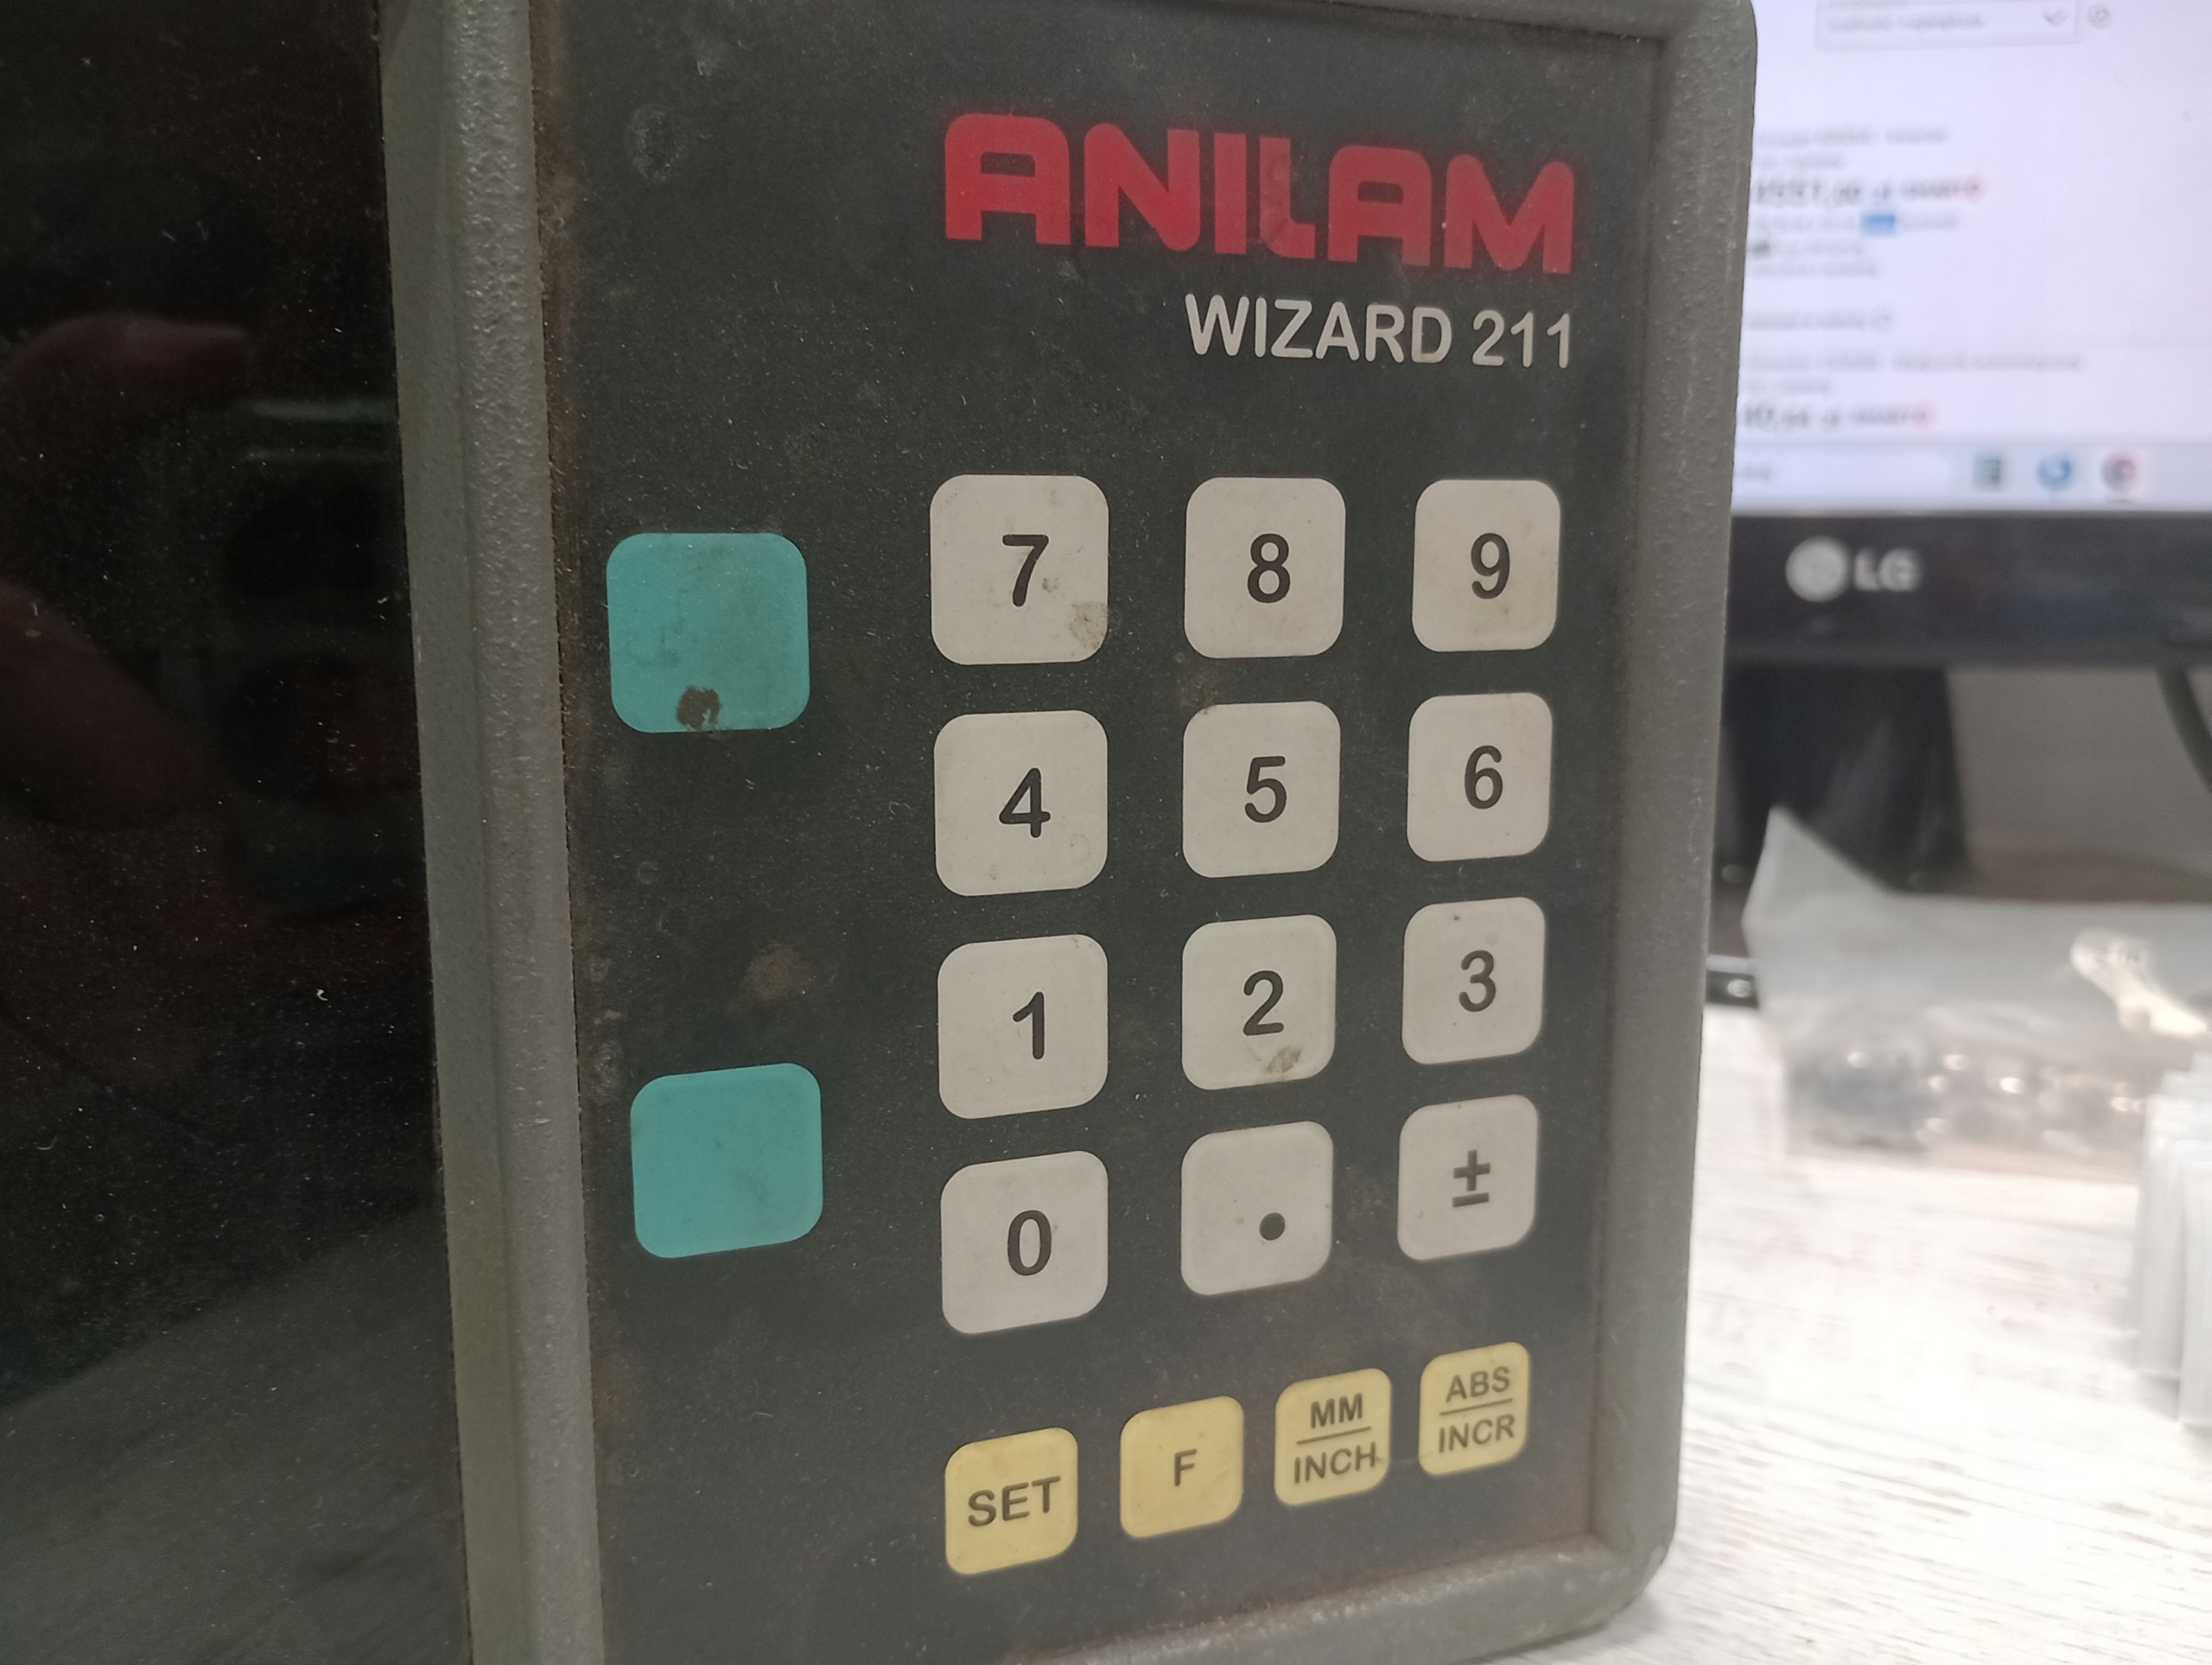 ANILAM
WIZARD 211
7 8 9
4 5 6
1 2 3
0 . ±
SET F MM INCH ABS INCR
LG